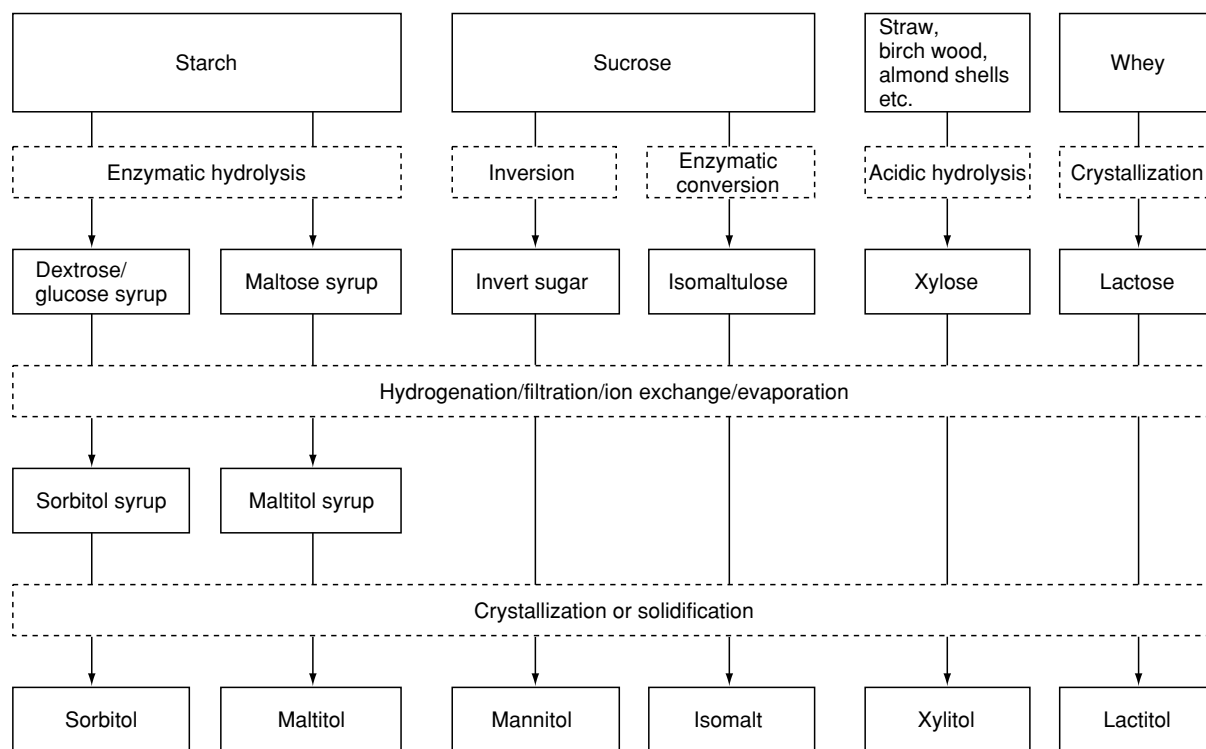 Starch
Sucrose
Straw,
birch wood,
almond shells
etc.
Whey
Enzymatic hydrolysis
Inversion
Enzymatic
conversion
Acidic hydrolysis
Crystallization
Dextrose/
glucose syrup
Maltose syrup
Invert sugar
Isomaltulose
Xylose
Lactose
Hydrogenation/filtration/ion exchange/evaporation
Sorbitol syrup
Maltitol syrup
Crystallization or solidification
Sorbitol
Maltitol
Mannitol
Isomalt
Xylitol
Lactitol